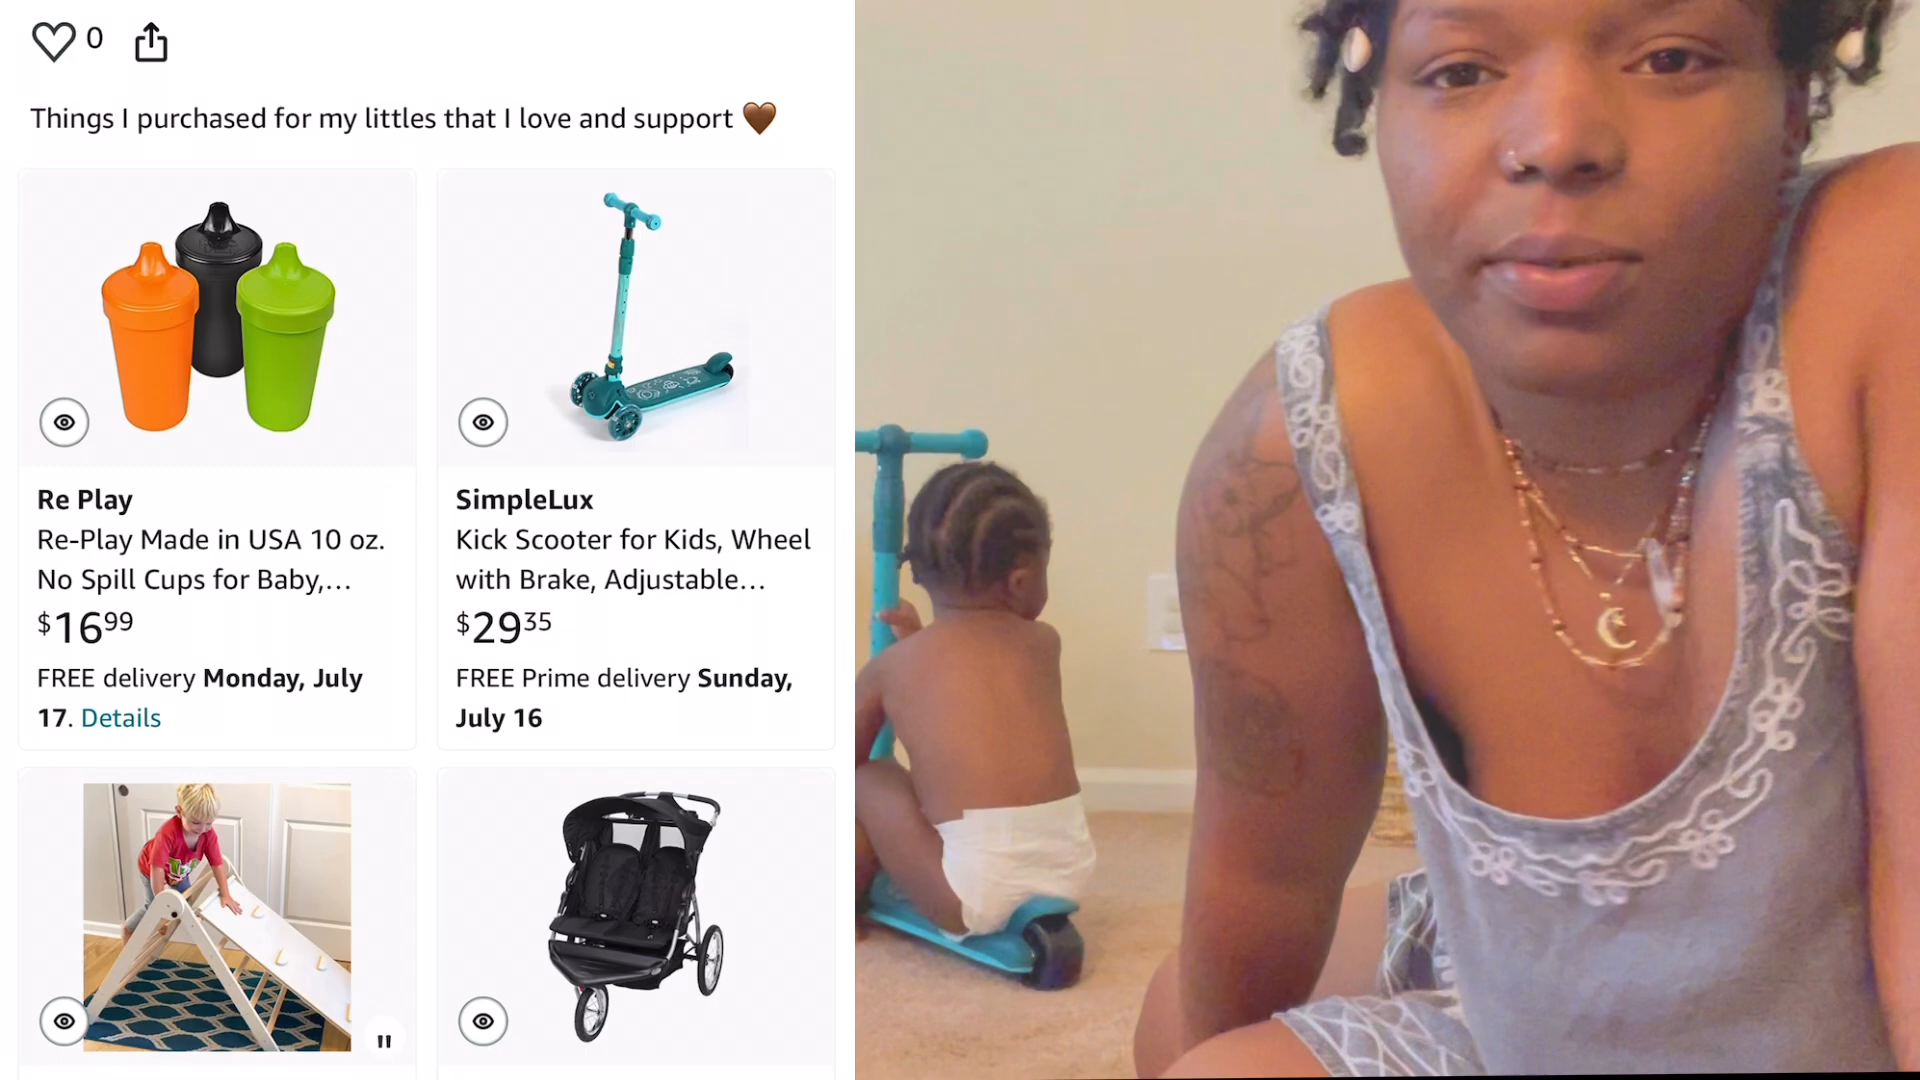 0
Things I purchased for my littles that I love and support 🤎
Re Play
Re-Play Made in USA 10 oz.
No Spill Cups for Baby,...
$16⁹⁹
FREE delivery Monday, July
17. Details
SimpleLux
Kick Scooter for Kids, Wheel
with Brake, Adjustable...
$29³⁵
FREE Prime delivery Sunday,
July 16